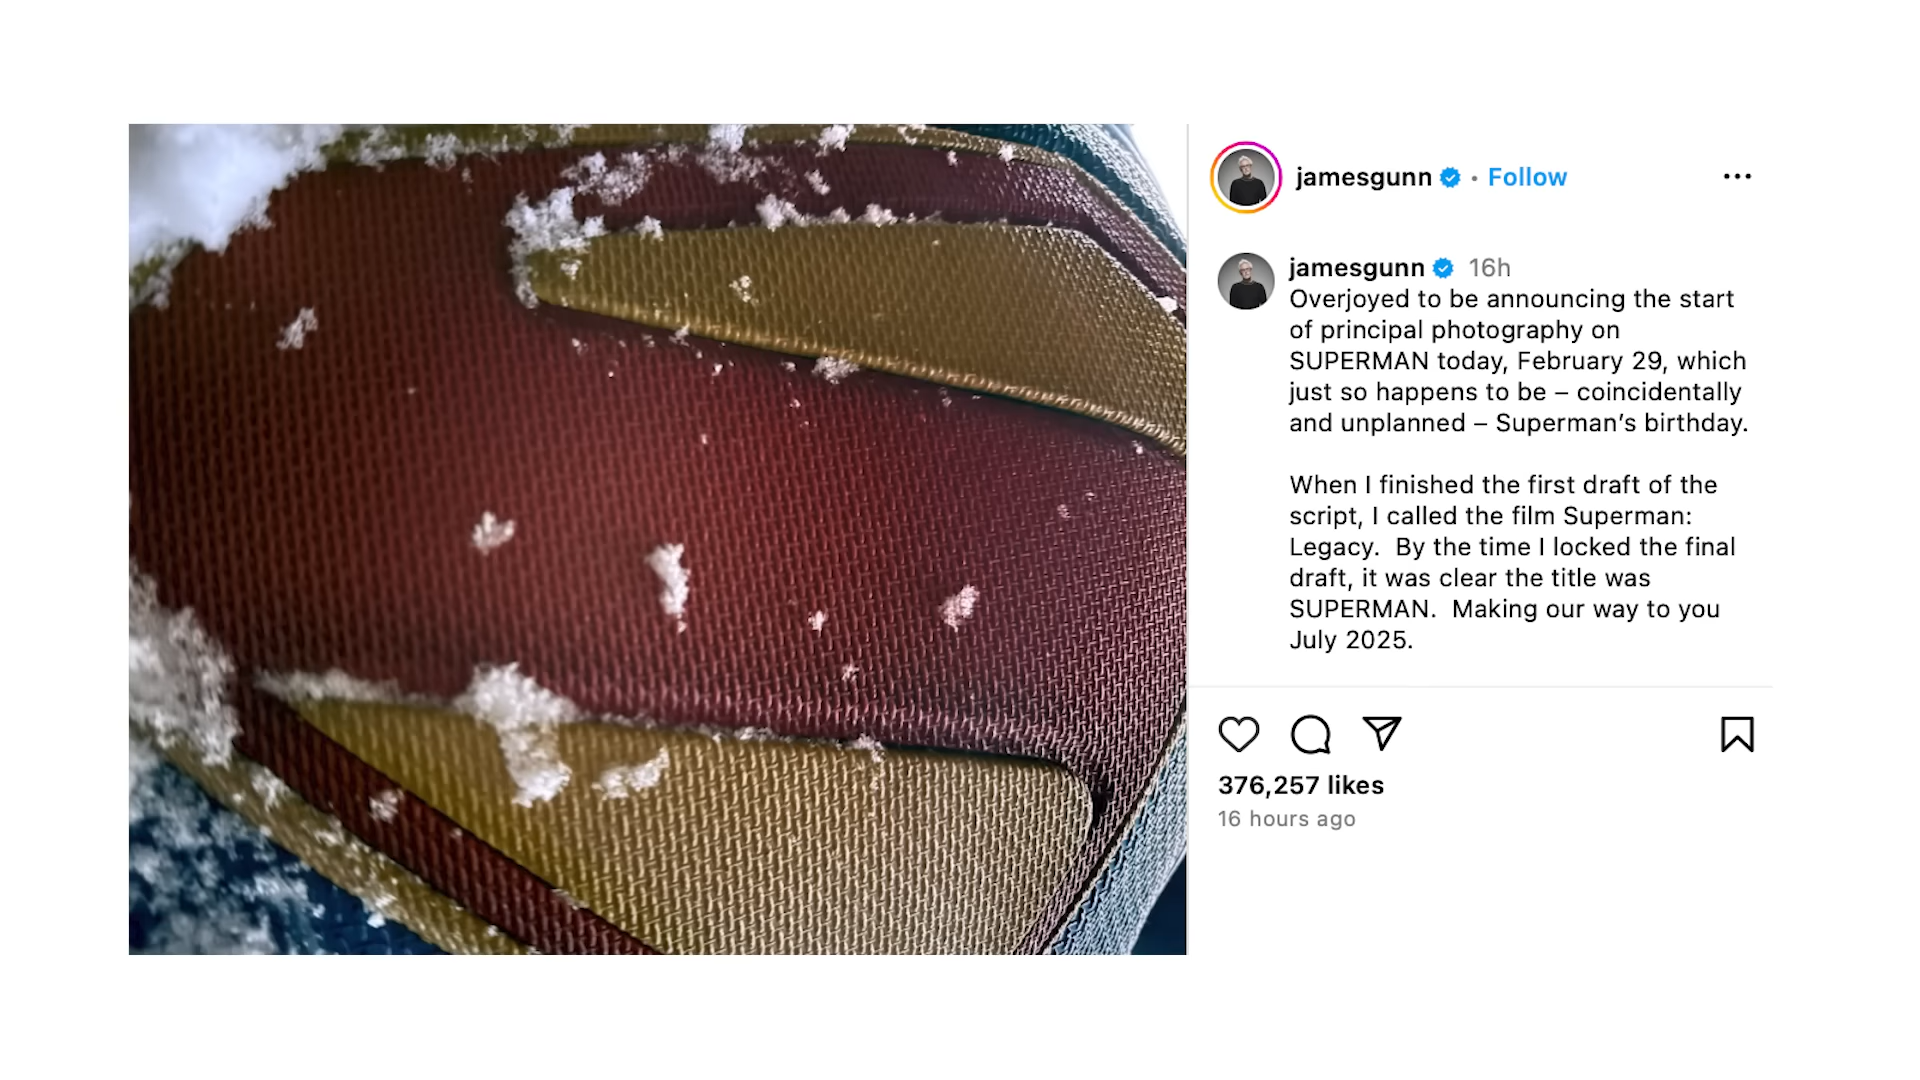 jamesgunn • Follow
jamesgunn 16h
Overjoyed to be announcing the start
of principal photography on
SUPERMAN today, February 29, which
just so happens to be – coincidentally
and unplanned – Superman’s birthday.
When I finished the first draft of the
script, I called the film Superman:
Legacy.  By the time I locked the final
draft, it was clear the title was
SUPERMAN.  Making our way to you
July 2025.
376,257 likes
16 hours ago